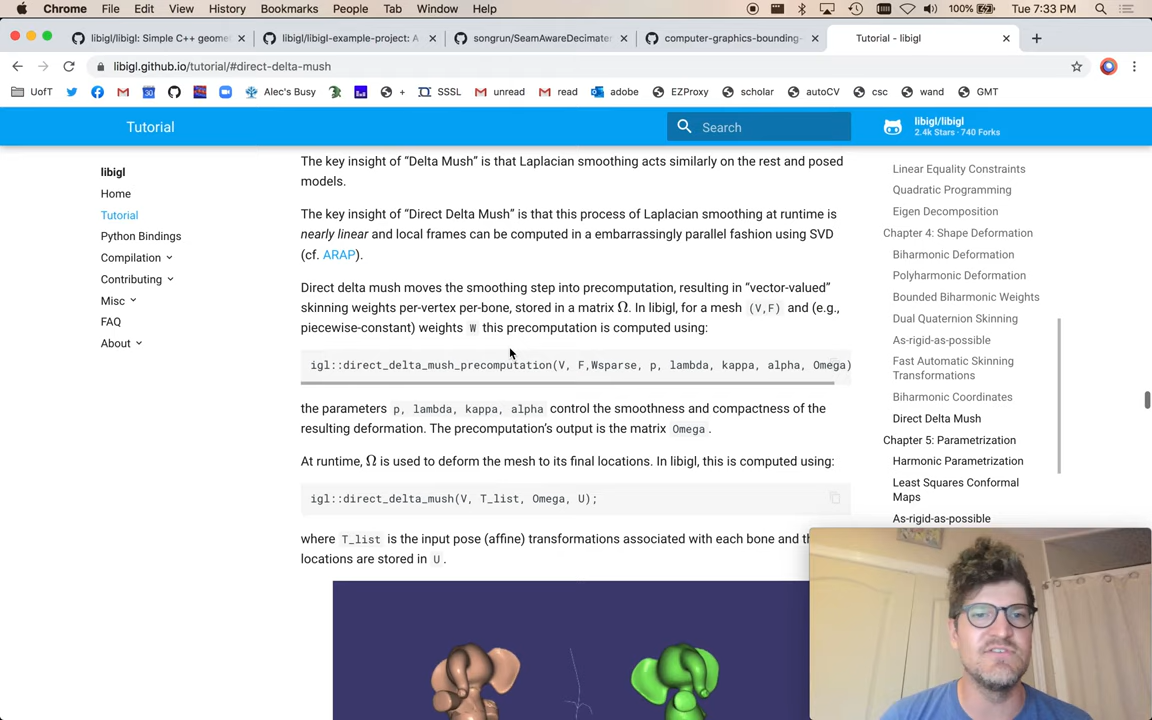 Chrome File Edit View History Bookmarks People Tab Window Help 100% Tue 7:33 PM
libigl/libigl: Simple C++ geome
libigl/libigl-example-project: A
songrun/SeamAwareDecimater
computer-graphics-bounding-
Tutorial - libigl
libigl.github.io/tutorial/#direct-delta-mush
UofT + Alec's Busy + SSSL unread read adobe EZProxy scholar autoCV csc wand GMT
Tutorial
Search
libigl/libigl
2.4k Stars · 740 Forks
libigl
Home
Tutorial
Python Bindings
Compilation
Contributing
Misc
FAQ
About
The key insight of “Delta Mush” is that Laplacian smoothing acts similarly on the rest and posed
models.
The key insight of “Direct Delta Mush” is that this process of Laplacian smoothing at runtime is
nearly linear and local frames can be computed in a embarrassingly parallel fashion using SVD
(cf. ARAP).
Direct delta mush moves the smoothing step into precomputation, resulting in “vector-valued”
skinning weights per-vertex per-bone, stored in a matrix Ω. In libigl, for a mesh (V,F) and (e.g.,
piecewise-constant) weights W this precomputation is computed using:
igl::direct_delta_mush_precomputation(V, F,Wsparse, p, lambda, kappa, alpha, Omega)
the parameters p, lambda, kappa, alpha control the smoothness and compactness of the
resulting deformation. The precomputation’s output is the matrix Omega.
At runtime, Ω is used to deform the mesh to its final locations. In libigl, this is computed using:
igl::direct_delta_mush(V, T_list, Omega, U);
where T_list is the input pose (affine) transformations associated with each bone and th
locations are stored in U.
Linear Equality Constraints
Quadratic Programming
Eigen Decomposition
Chapter 4: Shape Deformation
Biharmonic Deformation
Polyharmonic Deformation
Bounded Biharmonic Weights
Dual Quaternion Skinning
As-rigid-as-possible
Fast Automatic Skinning
Transformations
Biharmonic Coordinates
Direct Delta Mush
Chapter 5: Parametrization
Harmonic Parametrization
Least Squares Conformal
Maps
As-rigid-as-possible